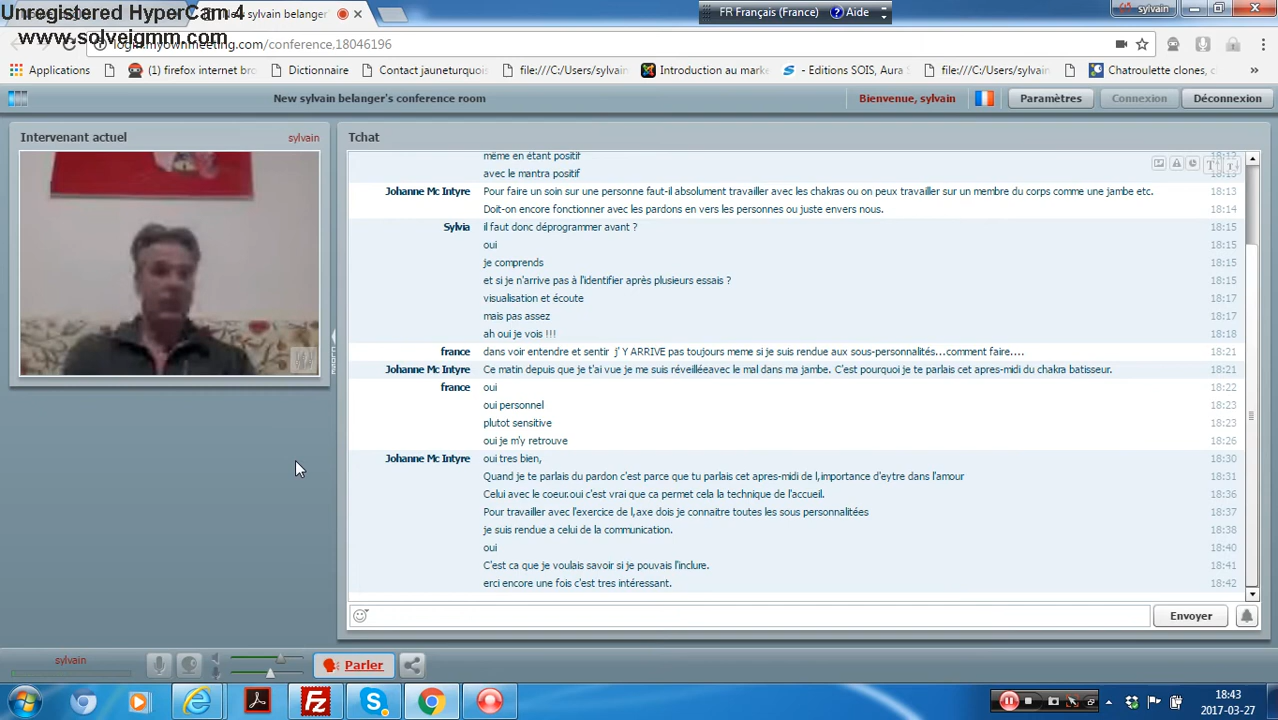 Unregistered HyperCam 4
New sylvain belanger
FR Français (France)
Aide
sylvain
www.solveigmm.com
login.myownmeeting.com/conference,18046196
Applications
(1) firefox internet bro
Dictionnaire
Contact jauneturquois
file:///C:/Users/sylvain
Introduction au marke
- Editions SOIS, Aura S
file:///C:/Users/sylvain
Chatroulette clones, c
»
New sylvain belanger's conference room
Bienvenue, sylvain
Paramètres
Connexion
Déconnexion
Intervenant actuel
sylvain
Tchat
même en étant positif 18:12
avec le mantra positif 18:13
Johanne Mc Intyre Pour faire un soin sur une personne faut-il absolument travailler avec les chakras ou on peux travailler sur un membre du corps comme une jambe etc. 18:13
Doit-on encore fonctionner avec les pardons en vers les personnes ou juste envers nous. 18:14
Sylvia il faut donc déprogrammer avant ? 18:15
oui 18:15
je comprends 18:15
et si je n'arrive pas à l'identifier après plusieurs essais ? 18:15
visualisation et écoute 18:17
mais pas assez 18:17
ah oui je vois !!! 18:18
france dans voir entendre et sentir j' Y ARRIVE pas toujours meme si je suis rendue aux sous-personnalités...comment faire.... 18:21
Johanne Mc Intyre Ce matin depuis que je t'ai vue je me suis réveilléeavec le mal dans ma jambe. C'est pourquoi je te parlais cet apres-midi du chakra batisseur. 18:21
france oui 18:22
oui personnel 18:23
plutot sensitive 18:23
oui je m'y retrouve 18:26
Johanne Mc Intyre oui tres bien, 18:30
Quand je te parlais du pardon c'est parce que tu parlais cet apres-midi de l,importance d'eytre dans l'amour 18:31
Celui avec le coeur.oui c'est vrai que ca permet cela la technique de l'accueil. 18:36
Pour travailler avec l'exercice de l,axe dois je connaitre toutes les sous personnalitées 18:37
je suis rendue a celui de la communication. 18:38
oui 18:40
C'est ca que je voulais savoir si je pouvais l'inclure. 18:41
erci encore une fois c'est tres intéressant. 18:42
Envoyer
sylvain
Parler
18:43
2017-03-27